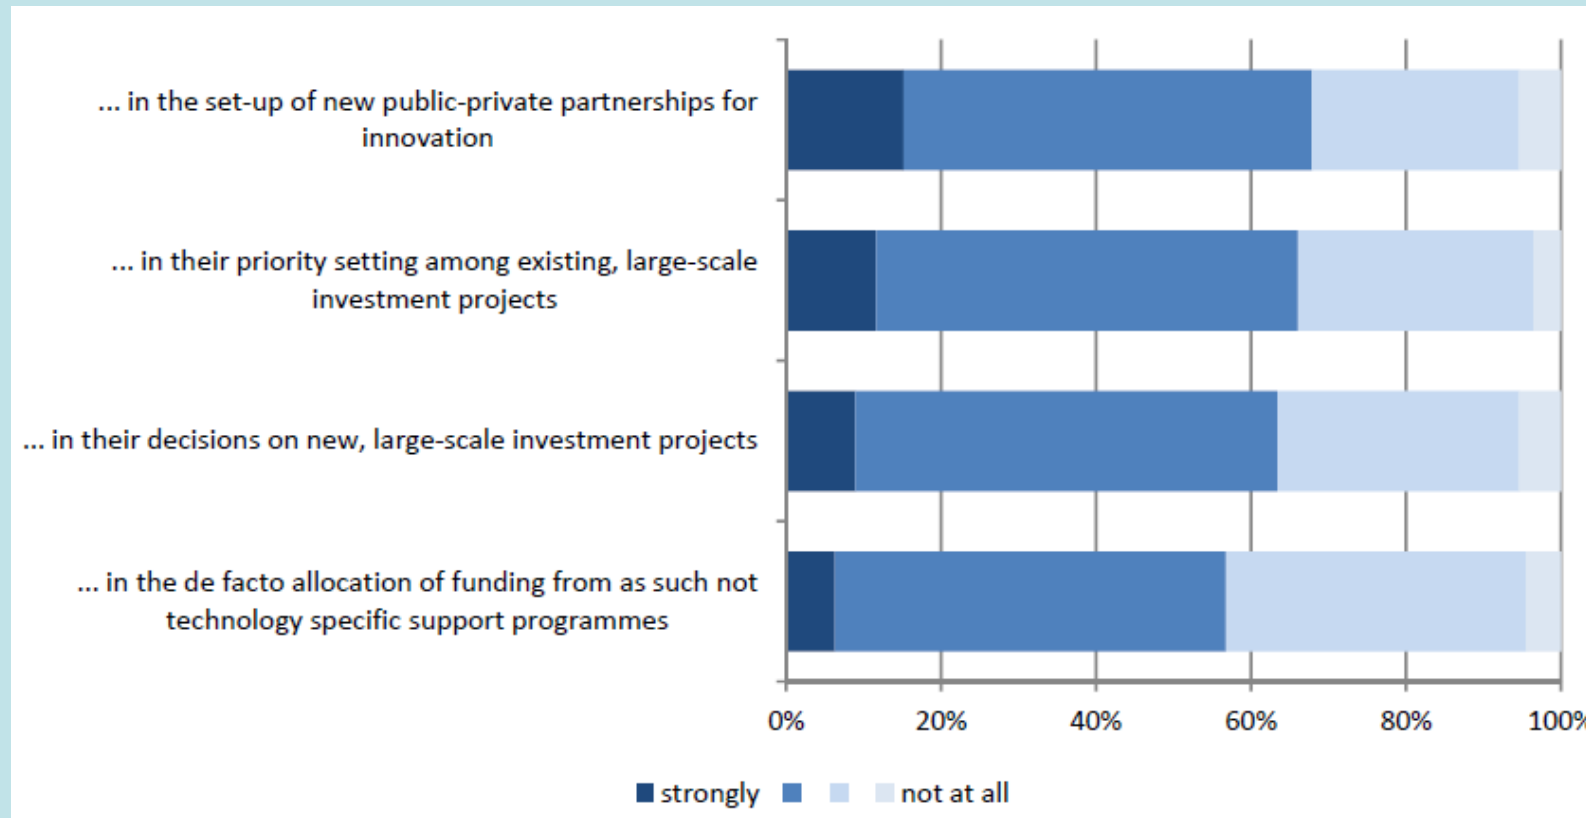 ... in the set-up of new public-private partnerships for
innovation
... in their priority setting among existing, large-scale
investment projects
... in their decisions on new, large-scale investment projects
... in the de facto allocation of funding from as such not
technology specific support programmes
0% 20% 40% 60% 80% 100%
strongly not at all